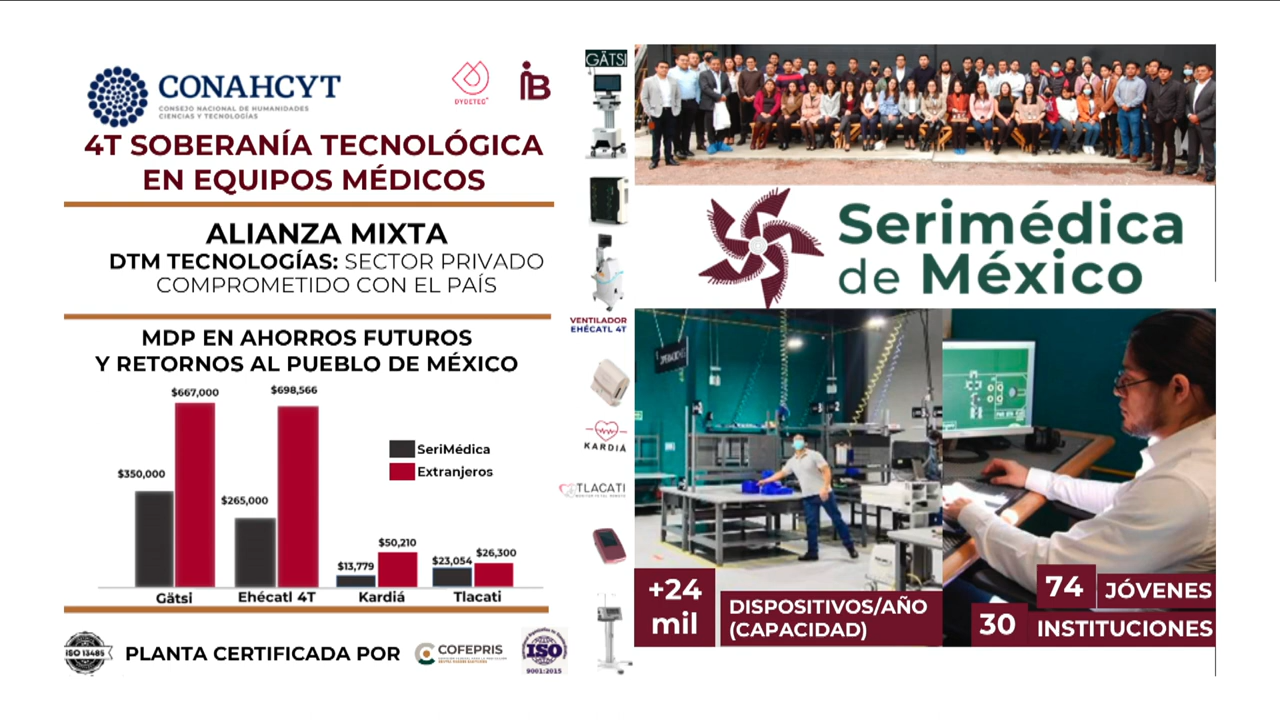 CONAHCYT
CONSEJO NACIONAL DE HUMANIDADES
CIENCIAS Y TECNOLOGÍAS
DYDETEC
4T SOBERANÍA TECNOLÓGICA
EN EQUIPOS MÉDICOS
ALIANZA MIXTA
DTM TECNOLOGÍAS: SECTOR PRIVADO
COMPROMETIDO CON EL PAÍS
MDP EN AHORROS FUTUROS
Y RETORNOS AL PUEBLO DE MÉXICO
$667,000
$698,566
$350,000
$265,000
SeriMédica
Extranjeros
$13,779
$50,210
$23,054
$26,300
Gätsi
Ehécatl 4T
Kardiá
Tlacati
ISO 13485
PLANTA CERTIFICADA POR
COFEPRIS
ISO
9001:2015
GÄTSI
VENTILADOR
EHÉCATL 4T
KARDIÁ
TLACATI
Serimédica
de México
+24
mil
DISPOSITIVOS/AÑO
(CAPACIDAD)
74 JÓVENES
30 INSTITUCIONES